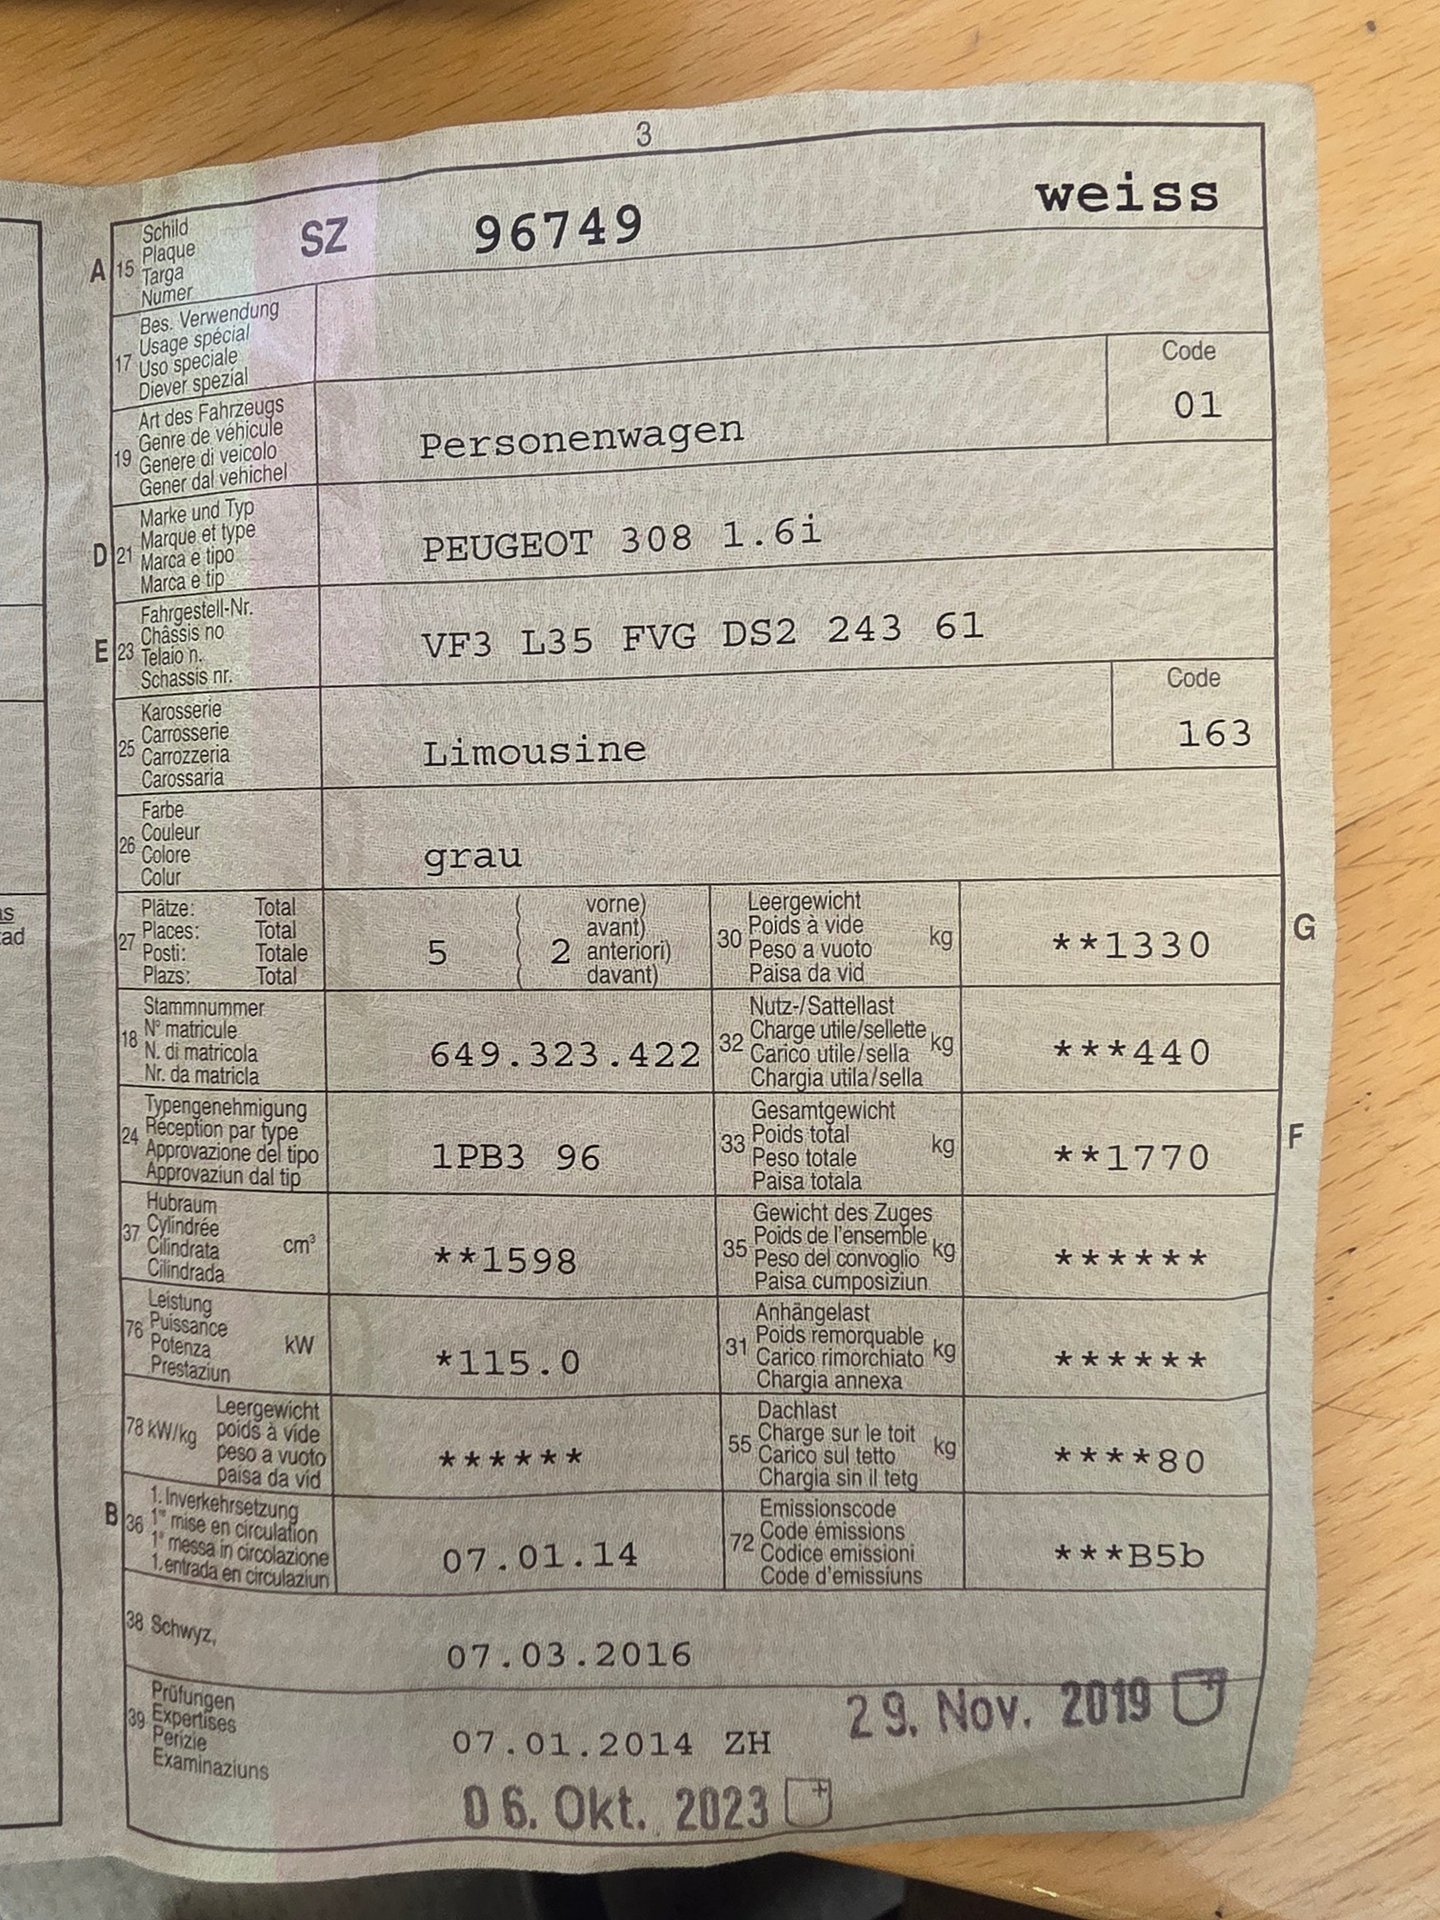 3
A 15 Schild
Plaque
Targa
Numer
SZ 96749 weiss
17 Bes. Verwendung
Usage spécial
Uso speciale
Diever spezial
19 Art des Fahrzeugs
Genre de véhicule
Genere di veicolo
Gener dal vehichel
Personenwagen
Code
01
D 21 Marke und Typ
Marque et type
Marca e tipo
Marca e tip
PEUGEOT 308 1.6i
E 23 Fahrgestell-Nr.
Châssis no
Telaio n.
Schassis nr.
VF3 L35 FVG DS2 243 61
25 Karosserie
Carrosserie
Carrozzeria
Carossaria
Limousine
Code
163
26 Farbe
Couleur
Colore
Colur
grau
27 Plätze: Total
Places: Total
Posti: Totale
Plazs: Total
5 ( 2 vorne)
avant)
anteriori)
davant)
30 Leergewicht
Poids à vide
Peso a vuoto
Paisa da vid
kg
**1330
G
18 Stammnummer
N° matricule
N. di matricola
Nr. da matricla
649.323.422
32 Nutz-/Sattellast
Charge utile/sellette
Carico utile/sella
Chargia utila/sella
kg
***440
24 Typengenehmigung
Réception par type
Approvazione del tipo
Approvaziun dal tip
1PB3 96
33 Gesamtgewicht
Poids total
Peso totale
Paisa totala
kg
**1770
F
37 Hubraum
Cylindrée
Cilindrata
Cilindrada
cm³
**1598
35 Gewicht des Zuges
Poids de l'ensemble
Peso del convoglio
Paisa cumposiziun
kg
******
76 Leistung
Puissance
Potenza
Prestaziun
kW
*115.0
31 Anhängelast
Poids remorquable
Carico rimorchiato
Chargia annexa
kg
******
78 kW/kg Leergewicht
poids à vide
peso a vuoto
paisa da vid
******
55 Dachlast
Charge sur le toit
Carico sul tetto
Chargia sin il tetg
kg
****80
B 36 1. Inverkehrsetzung
1re mise en circulation
1a messa in circolazione
1. entrada en circulaziun
07.01.14
72 Emissionscode
Code émissions
Codice emissioni
Code d'emissiuns
***B5b
38 Schwyz,
07.03.2016
39 Prüfungen
Expertises
Perizie
Examinaziuns
29. Nov. 2019
07.01.2014 ZH
06. Okt. 2023